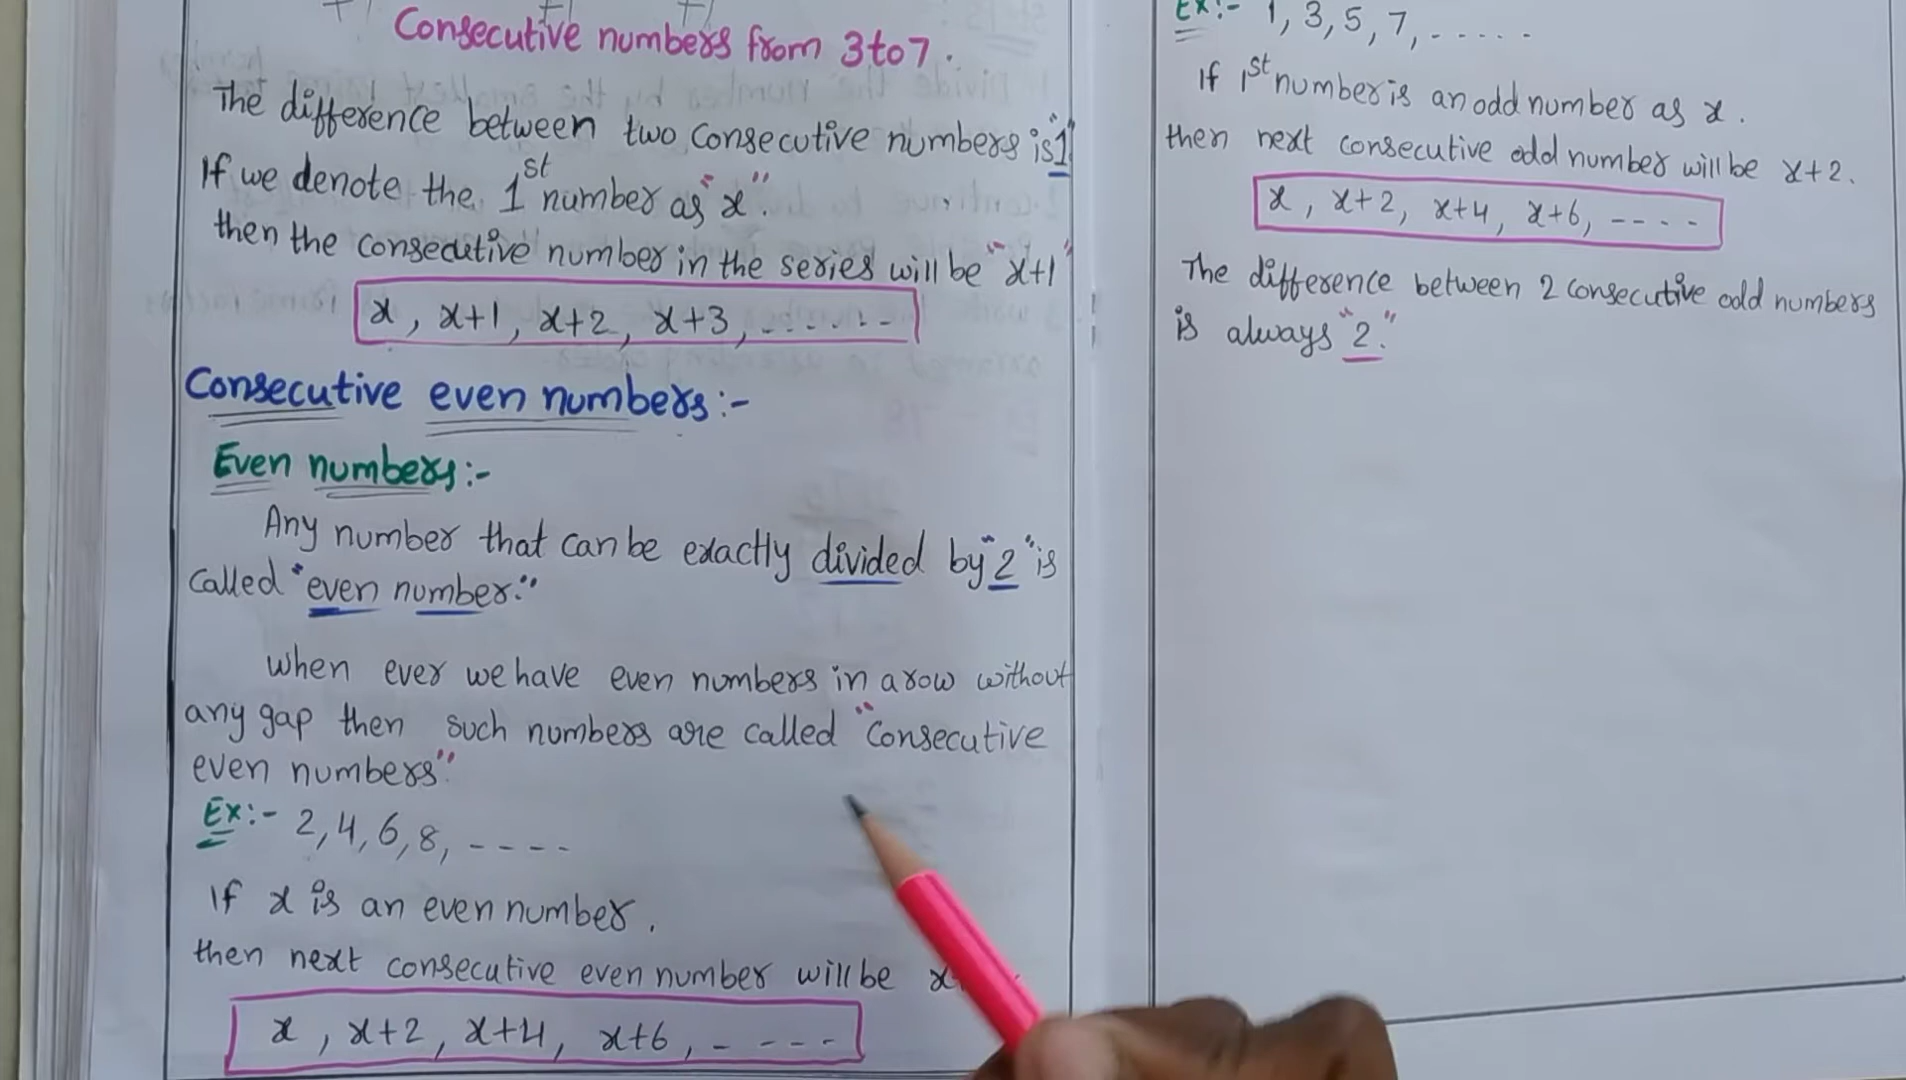 Consecutive numbers from 3 to 7.
The difference between two consecutive numbers is "1"
If we denote the 1st number as "x".
then the consecutive number in the series will be "x+1"
x, x+1, x+2, x+3, ......
Consecutive even numbers:-
Even numbers:-
Any number that can be exactly divided by "2" is
called "even number."
when ever we have even numbers in a row without
any gap then such numbers are called "consecutive
even numbers"
Ex:- 2, 4, 6, 8, ----
If x is an even number.
then next consecutive even number will be x
x, x+2, x+4, x+6, ----
Ex:- 1, 3, 5, 7, .....
If 1st number is an odd number as x.
then next consecutive odd number will be x+2.
x, x+2, x+4, x+6, ----
The difference between 2 consecutive odd numbers
is always "2."